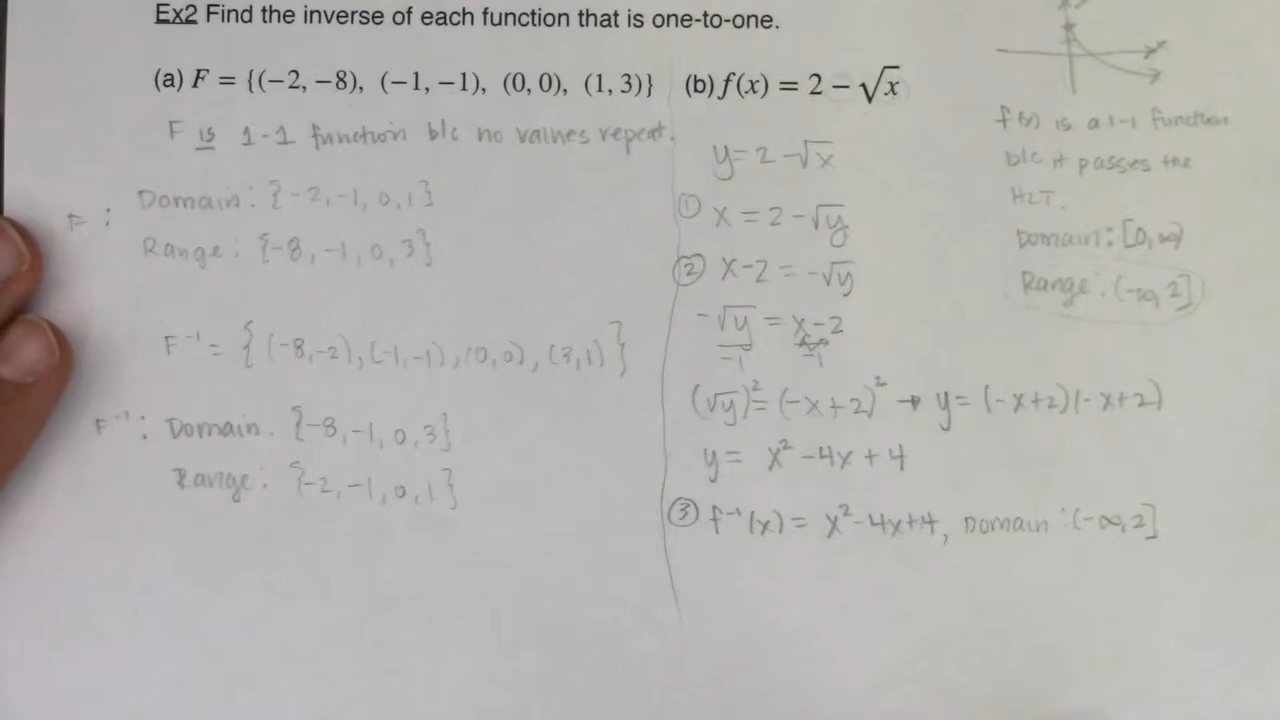 Ex2 Find the inverse of each function that is one-to-one.
(a) F = {(−2, −8), (−1, −1), (0, 0), (1, 3)}
F is 1-1 function b/c no values repeat.
F :
Domain: {-2, -1, 0, 1}
Range: {-8, -1, 0, 3}
F⁻¹ = {(-8,-2), (-1,-1), (0,0), (3,1)}
F⁻¹: Domain: {-8, -1, 0, 3}
Range: {-2, -1, 0, 1}
(b) f(x) = 2 − √x
y = 2 - √x
① x = 2 - √y
② x-2 = -√y
-√y = x-2
-1 -1
(√y)² = (-x+2)² → y = (-x+2)(-x+2)
y = x² - 4x + 4
③ f⁻¹(x) = x² - 4x + 4, Domain: (-∞, 2]
f(x) is a 1-1 function
b/c it passes the
HLT.
Domain: [0, ∞)
Range: (-∞, 2]